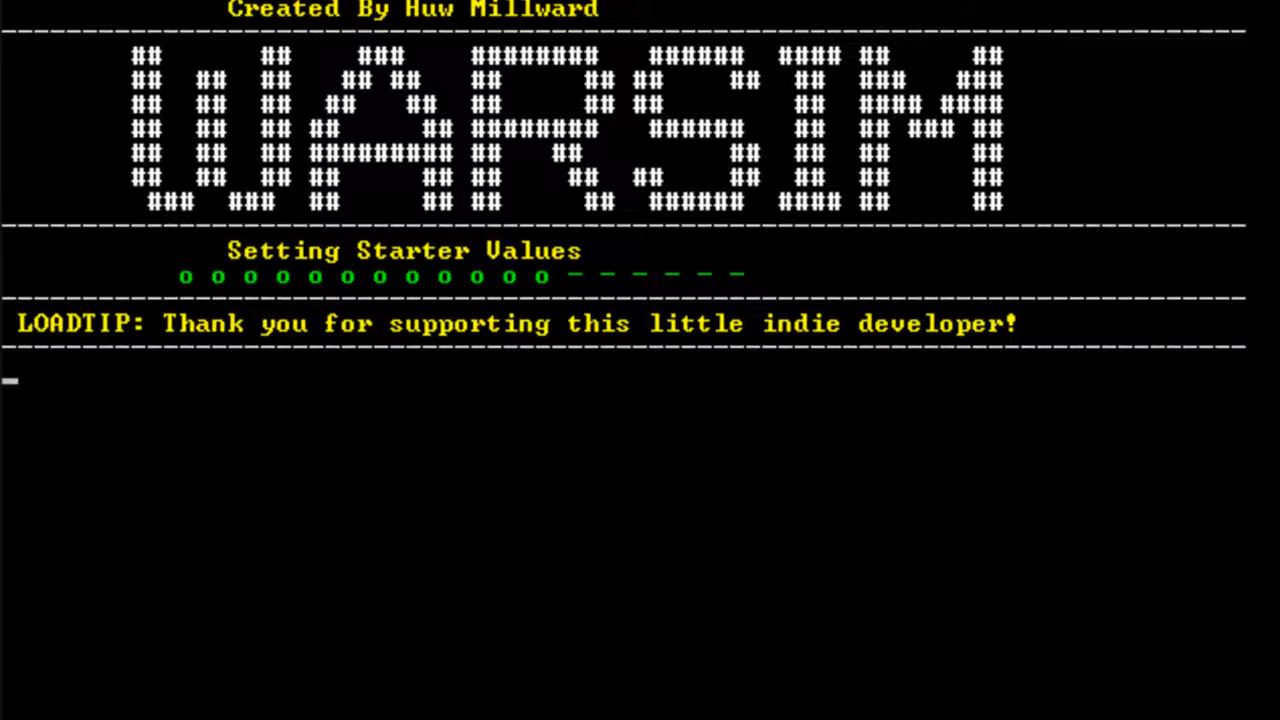 Created By Huw Millward
WARSIM
Setting Starter Values
o o o o o o o o o o o o - - - - - -
LOADTIP: Thank you for supporting this little indie developer!